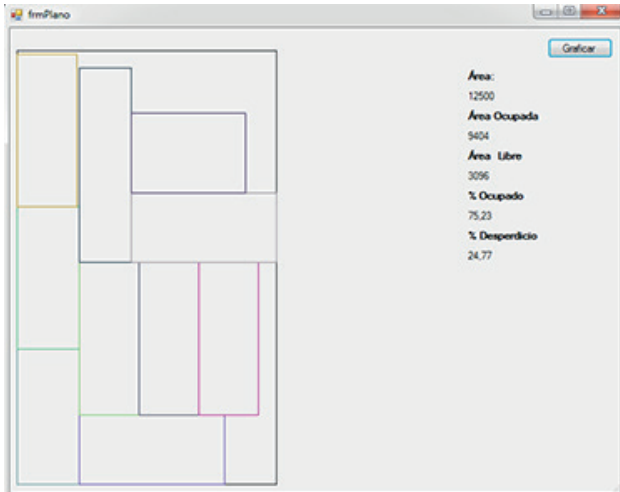 frmPlano
Graficar
Área:
12500
Área Ocupada
9404
Área Libre
3096
% Ocupado
75,23
% Desperdicio
24,77